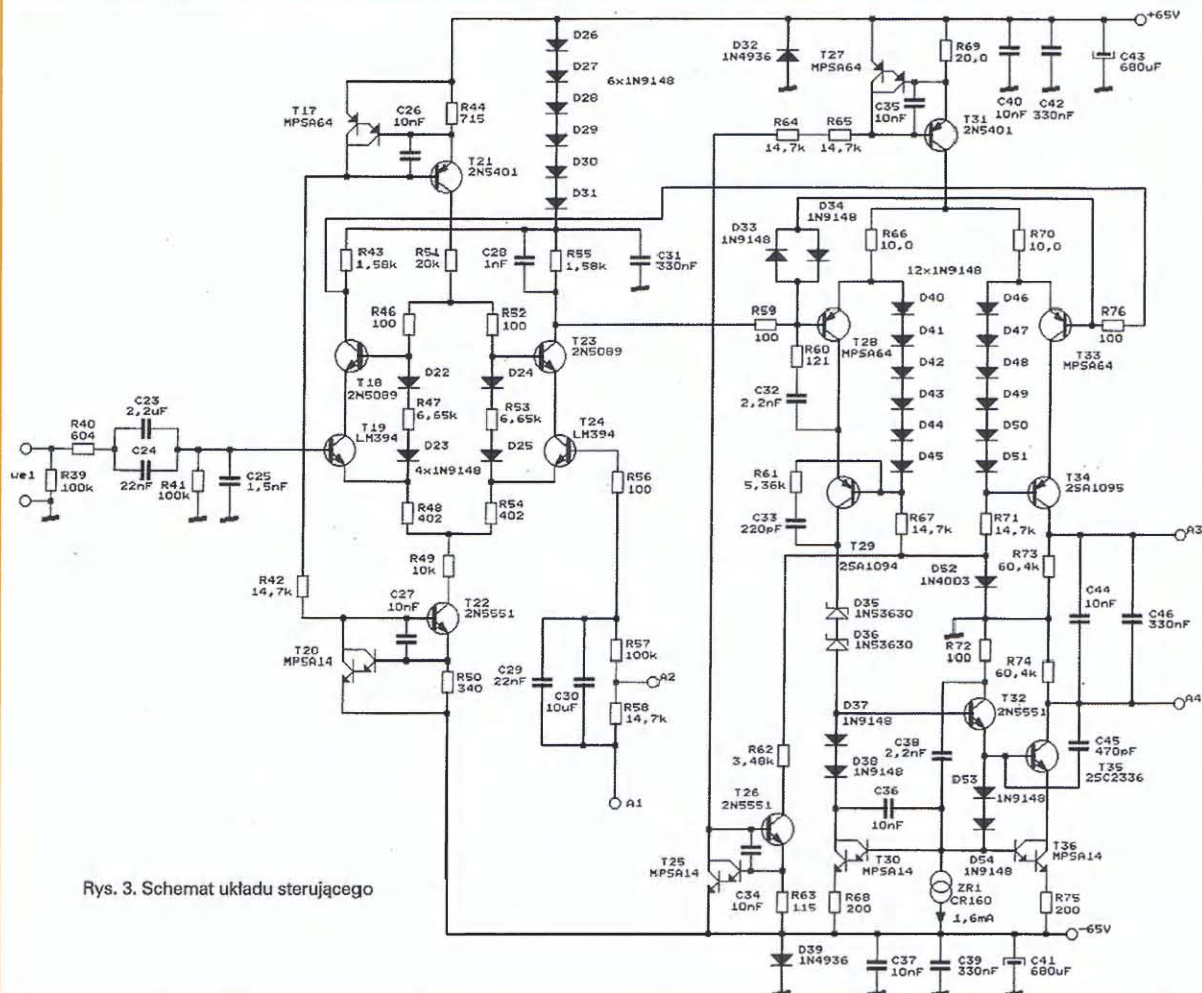 +65V
D26
D27
6x1N9148
D28
D29
D30
D31
D32
1N4936
T27
MPSA64
R69
20,0
C40
10nF
C42
330nF
C43
680uF
T17
MPSA64
C26
10nF
R44
715
T21
2N5401
C35
10nF
R64
14,7k
R65
14,7k
T31
2N5401
D34
1N9148
D33
1N9148
R66
10,0
R70
10,0
12x1N9148
R43
1,58k
R51
20k
C28
1nF
R55
1,58k
C31
330nF
R46
100
R52
100
T23
2N5089
R59
100
T28
MPSA64
D40
D41
D42
D43
D44
D45
D46
D47
D48
D49
D50
D51
R76
100
T33
MPSA64
T18
2N5089
D22
D24
R47
6,65k
R53
6,65k
R60
121
C32
2,2nF
C23
2,2uF
R40
604
C24
22nF
we1
R39
100k
R41
100k
C25
1,5nF
T19
LM394
D23
D25
4x1N9148
T24
LM394
R48
402
R54
402
R56
100
R61
5,36k
C33
220pF
T29
2SA1094
R67
14,7k
R71
14,7k
T34
2SA1095
A3
R49
10k
R42
14,7k
C27
10nF
T22
2N5551
D52
1N4003
R73
60,4k
C44
10nF
C46
330nF
D35
1N53630
D36
1N53630
T20
MPSA14
R50
340
C29
22nF
C30
10uF
R57
100k
A2
R58
14,7k
R72
100
R74
60,4k
A4
D37
1N9148
C38
2,2nF
T32
2N5551
C45
470pF
T35
2SC2336
R62
3,48k
D38
1N9148
D53
1N9148
A1
T26
2N5551
C36
10nF
T25
MPSA14
T30
MPSA14
D54
1N9148
T36
MPSA14
C34
10nF
R63
115
R68
200
ZR1
CR160
1,6mA
R75
200
Rys. 3. Schemat układu sterującego
-65V
D39
1N4936
C37
10nF
C39
330nF
C41
680uF